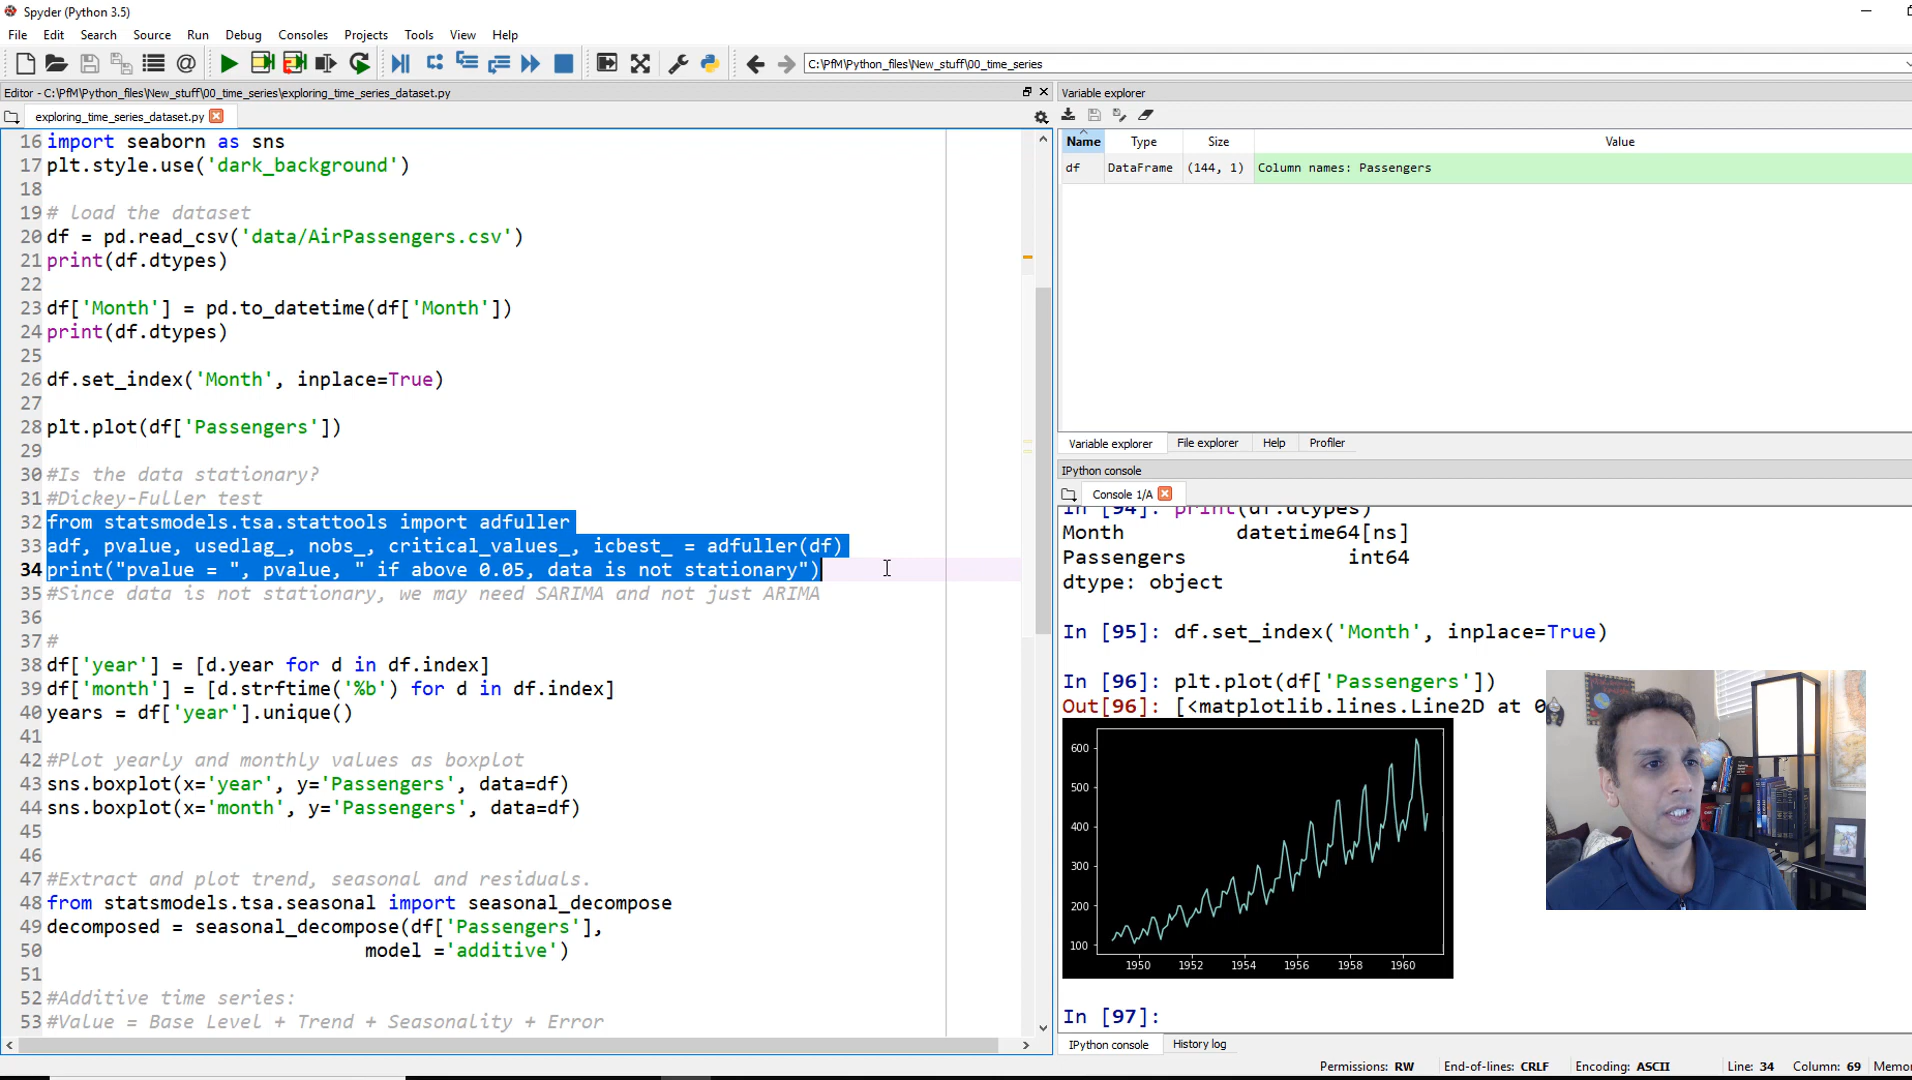 Spyder (Python 3.5)
File Edit Search Source Run Debug Consoles Projects Tools View Help
C:\PfM\Python_files\New_stuff\00_time_series
Editor - C:\PfM\Python_files\New_stuff\00_time_series\exploring_time_series_dataset.py
exploring_time_series_dataset.py
16 import seaborn as sns
17 plt.style.use('dark_background')
18
19 # load the dataset
20 df = pd.read_csv('data/AirPassengers.csv')
21 print(df.dtypes)
22
23 df['Month'] = pd.to_datetime(df['Month'])
24 print(df.dtypes)
25
26 df.set_index('Month', inplace=True)
27
28 plt.plot(df['Passengers'])
29
30 #Is the data stationary?
31 #Dickey-Fuller test
32 from statsmodels.tsa.stattools import adfuller
33 adf, pvalue, usedlag_, nobs_, critical_values_, icbest_ = adfuller(df)
34 print("pvalue = ", pvalue, " if above 0.05, data is not stationary")
35 #Since data is not stationary, we may need SARIMA and not just ARIMA
36
37 #
38 df['year'] = [d.year for d in df.index]
39 df['month'] = [d.strftime('%b') for d in df.index]
40 years = df['year'].unique()
41
42 #Plot yearly and monthly values as boxplot
43 sns.boxplot(x='year', y='Passengers', data=df)
44 sns.boxplot(x='month', y='Passengers', data=df)
45
46
47 #Extract and plot trend, seasonal and residuals.
48 from statsmodels.tsa.seasonal import seasonal_decompose
49 decomposed = seasonal_decompose(df['Passengers'],
50 model ='additive')
51
52 #Additive time series:
53 #Value = Base Level + Trend + Seasonality + Error
Variable explorer
Name Type Size Value
df DataFrame (144, 1) Column names: Passengers
Variable explorer File explorer Help Profiler
IPython console
Console 1/A
In [94]: print(df.dtypes)
Month datetime64[ns]
Passengers int64
dtype: object
In [95]: df.set_index('Month', inplace=True)
In [96]: plt.plot(df['Passengers'])
Out[96]: [<matplotlib.lines.Line2D at 0
600
500
400
300
200
100
1950 1952 1954 1956 1958 1960
In [97]:
IPython console History log
Permissions: RW End-of-lines: CRLF Encoding: ASCII Line: 34 Column: 69 Memor